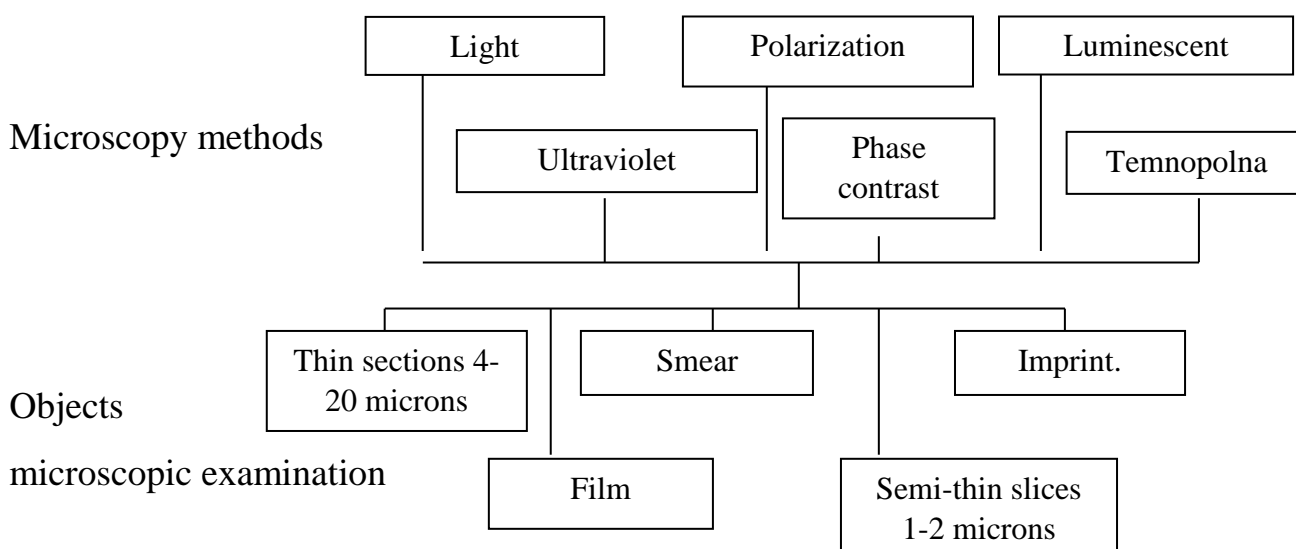 Light
Polarization
Luminescent
Microscopy methods
Ultraviolet
Phase
contrast
Temnopolna
Thin sections 4-
20 microns
Smear
Imprint.
Objects
microscopic examination
Film
Semi-thin slices
1-2 microns